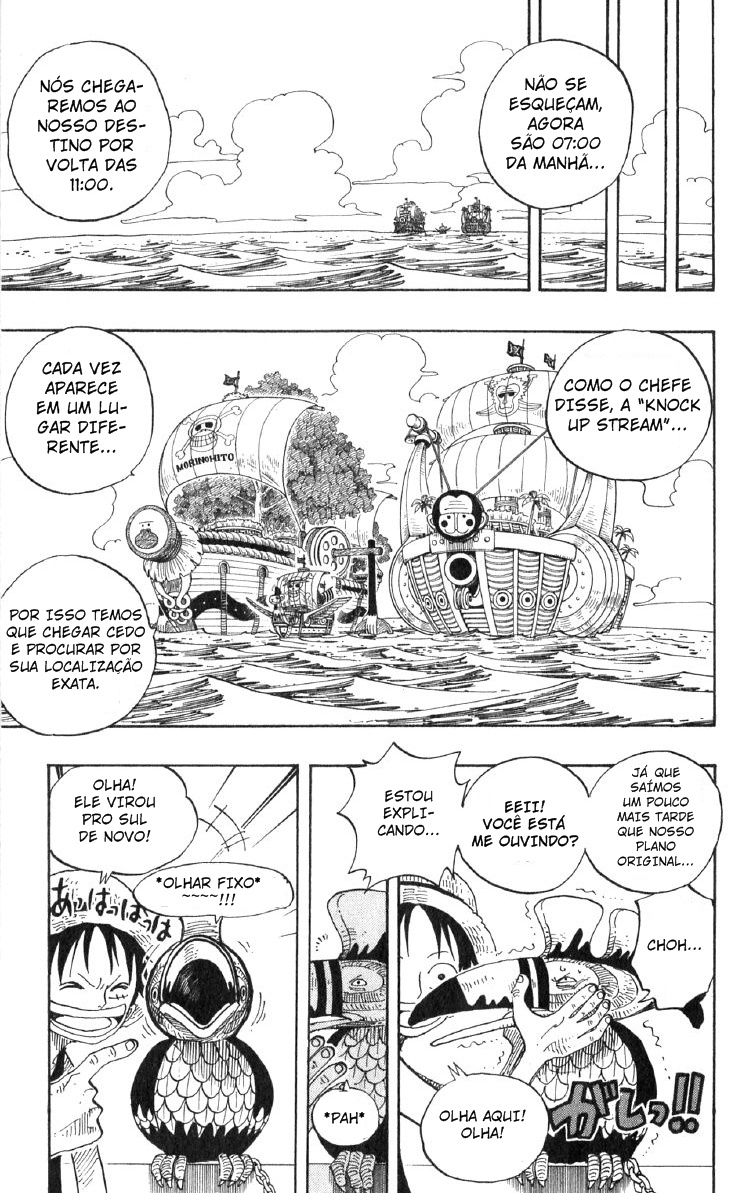 NÃO SE
ESQUEÇAM,
AGORA
SÃO 07:00
DA MANHÃ...
NÓS CHEGA-
REMOS AO
NOSSO DES-
TINO POR
VOLTA DAS
11:00.
COMO O CHEFE
DISSE, A "KNOCK
UP STREAM"...
CADA VEZ
APARECE
EM UM LU-
GAR DIFE-
RENTE...
MORINOHITO
POR ISSO TEMOS
QUE CHEGAR CEDO
E PROCURAR POR
SUA LOCALIZAÇÃO
EXATA.
JÁ QUE
SAÍMOS
UM POUCO
MAIS TARDE
QUE NOSSO
PLANO
ORIGINAL...
EEII!
VOCÊ ESTÁ
ME OUVINDO?
ESTOU
EXPLI-
CANDO...
CHOH...
OLHA AQUI!
OLHA!
ガしっ!!
*PAH*
OLHA!
ELE VIROU
PRO SUL
DE NOVO!
*OLHAR FIXO*
~~~~!!!
あっはっはっはっは